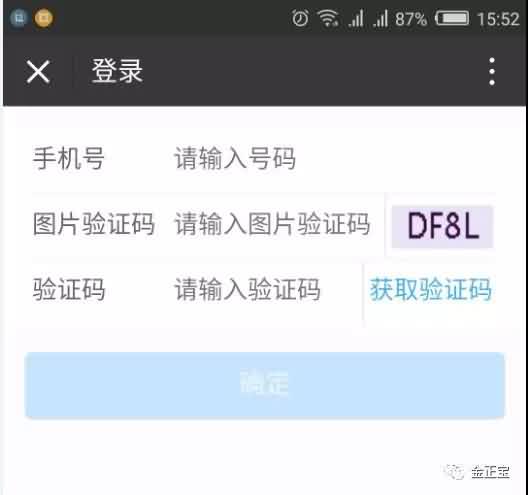 87% 15:52
登录
手机号 请输入号码
图片验证码 请输入图片验证码 DF8L
验证码 请输入验证码 获取验证码
确定
金正宝